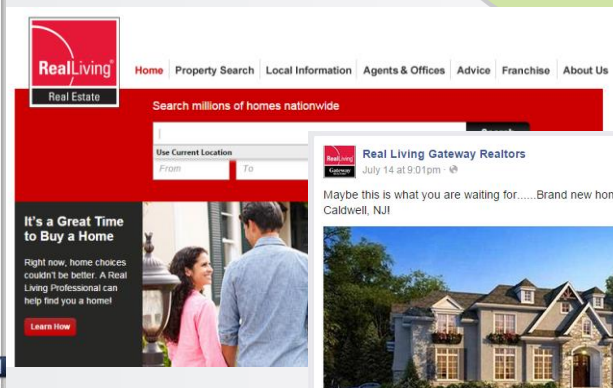 RealLiving®
Real Estate
Home Property Search Local Information Agents & Offices Advice Franchise About Us
Search millions of homes nationwide
Use Current Location
From To
Real Living Gateway Realtors
July 14 at 9:01pm
Maybe this is what you are waiting for......Brand new
Caldwell, NJ!
It's a Great Time
to Buy a Home
Right now, home choices
couldn't be better. A Real
Living Professional can
help find you a home!
Learn How